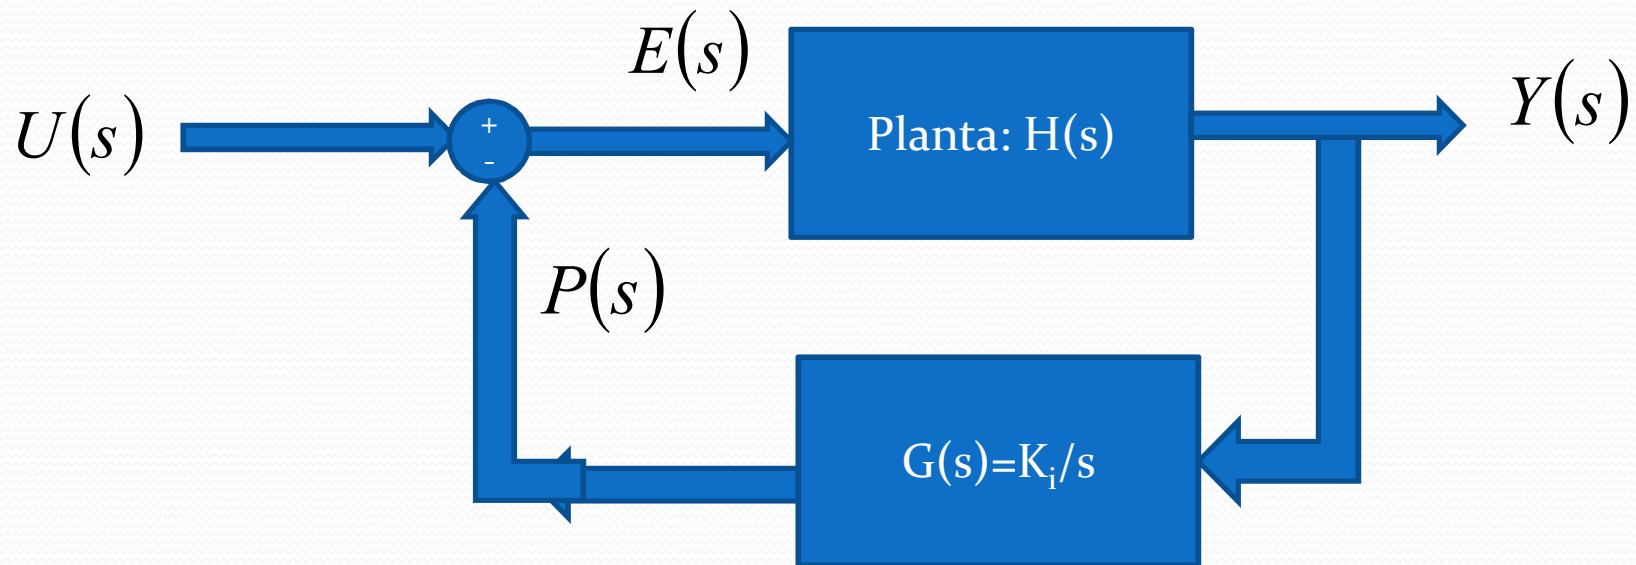 E(s)
U(s)
+
-
Planta: H(s)
Y(s)
P(s)
G(s)=Kᵢ/s